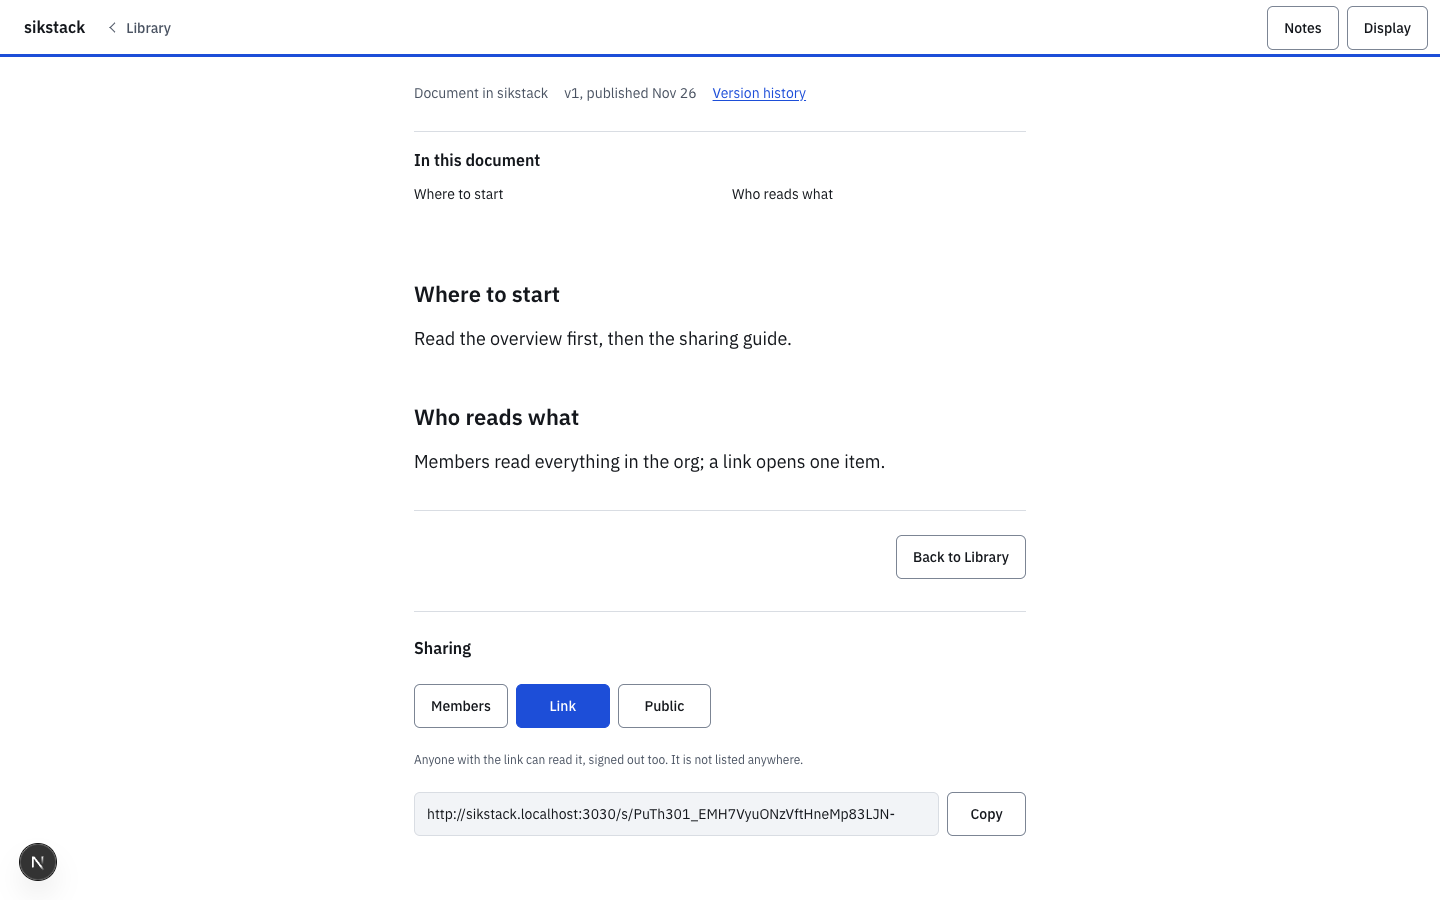 sikstack
Library
Notes
Display
Document in sikstack v1, published Nov 26 Version history
In this document
Where to start
Who reads what
Where to start
Read the overview first, then the sharing guide.
Who reads what
Members read everything in the org; a link opens one item.
Back to Library
Sharing
Members
Link
Public
Anyone with the link can read it, signed out too. It is not listed anywhere.
http://sikstack.localhost:3030/s/PuTh301_EMH7VyuONzVftHneMp83LJN-
Copy
N